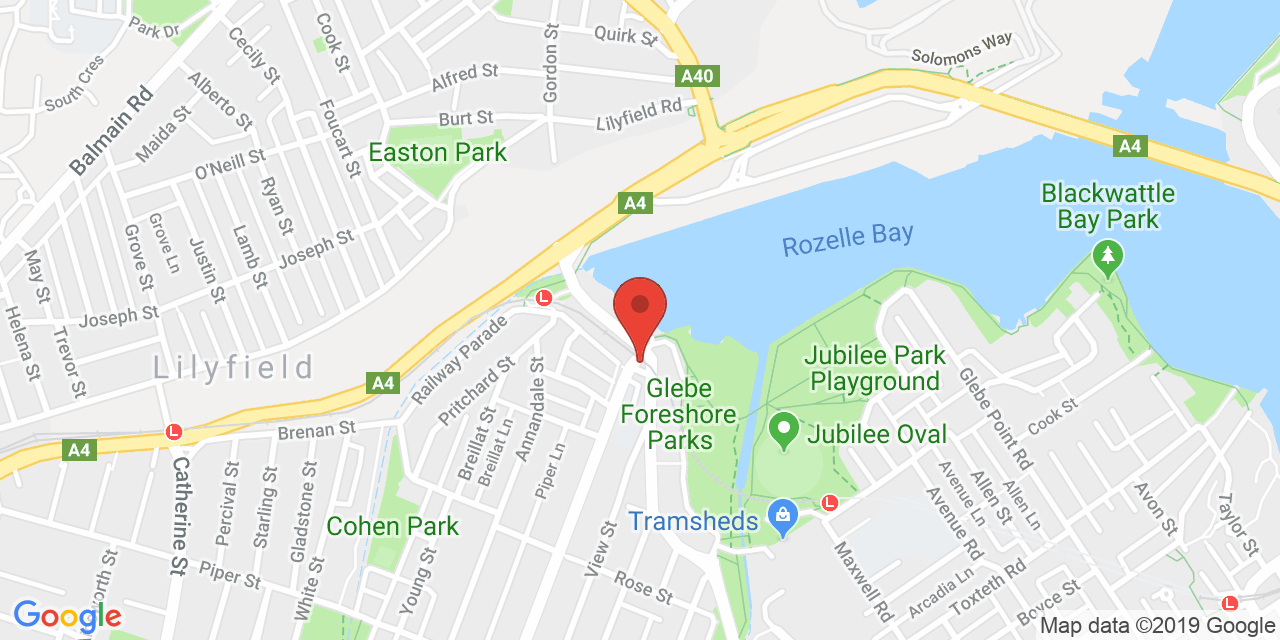 Park Dr
Cook St
Cecily St
Gordon St
Quirk St
Solomons Way
South Cres
Alfred St
A40
Balmain Rd
Alberto St
Foucart St
Maida St
Burt St
Lilyfield Rd
Easton Park
A4
O'Neill St
Ryan St
A4
Blackwattle
Bay Park
Grove St
Grove Ln
Justin St
Lamb St
Joseph St
Rozelle Bay
May St
Helena St
Trevor St
Joseph St
L
Railway Parade
Lilyfield
A4
Pritchard St
Annandale St
Jubilee Park
Playground
Glebe
Foreshore
Parks
Glebe Point Rd
Cook St
Breillat St
Breillat Ln
Piper Ln
Jubilee Oval
L
Brenan St
A4
Catherine St
Percival St
Starling St
Gladstone St
Cohen Park
Tramsheds
L
Avenue Ln
Avenue Rd
Allen St
Allen Ln
Avon St
Taylor St
View St
Maxwell Rd
Piper St
White St
Young St
Rose St
Arcadia Ln
Toxteth Rd
Boyce St
L
worth St
Google
Map data ©2019 Google